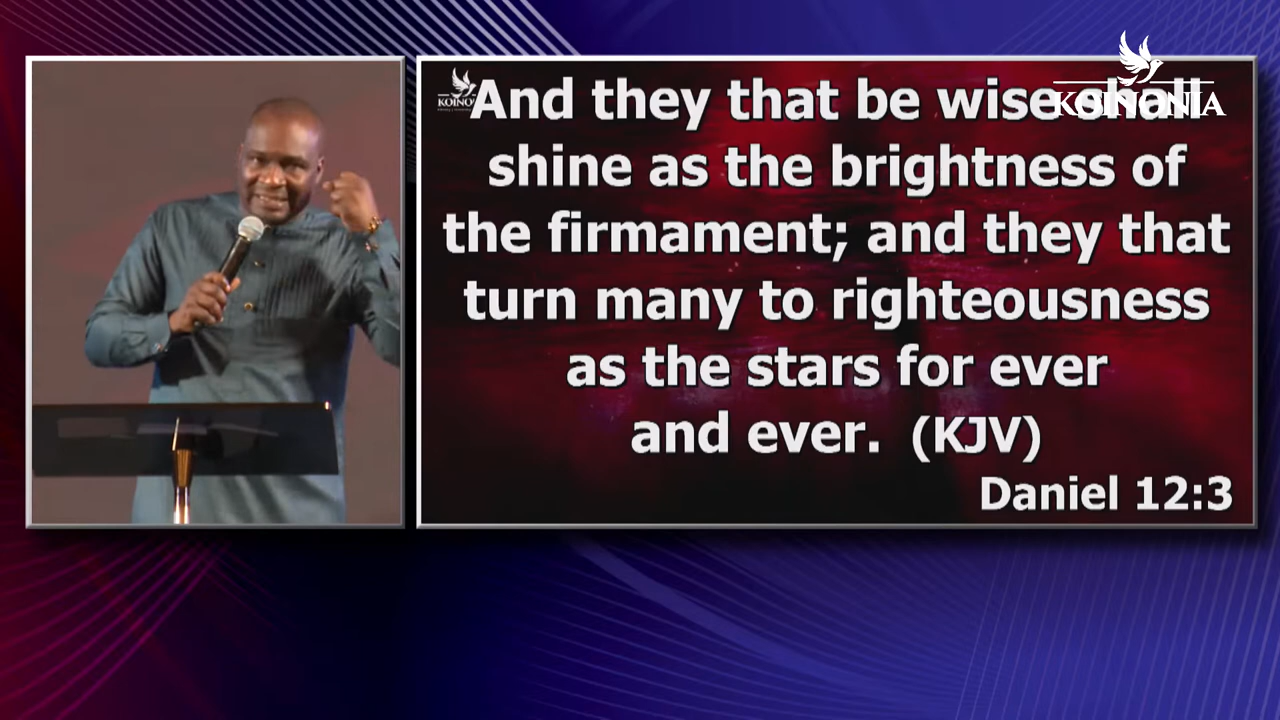 And they that be wise shall
shine as the brightness of
the firmament; and they that
turn many to righteousness
as the stars for ever
and ever. (KJV)
Daniel 12:3
KOINONIA